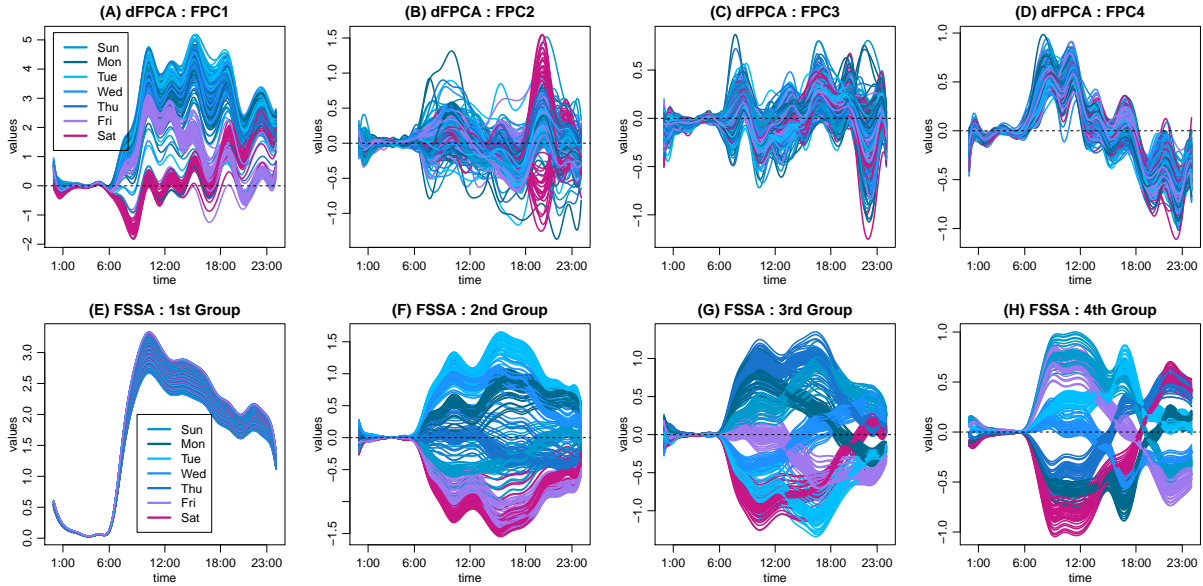 (A) dFPCA : FPC1
values
5
4
3
2
1
0
−1
−2
Sun
Mon
Tue
Wed
Thu
Fri
Sat
1:00 6:00 12:00 18:00 23:00
time
(B) dFPCA : FPC2
values
1.5
1.0
0.5
0.0
−0.5
−1.0
1:00 6:00 12:00 18:00 23:00
time
(C) dFPCA : FPC3
values
0.5
0.0
−0.5
−1.0
1:00 6:00 12:00 18:00 23:00
time
(D) dFPCA : FPC4
values
1.0
0.5
0.0
−0.5
−1.0
1:00 6:00 12:00 18:00 23:00
time
(E) FSSA : 1st Group
values
3.0
2.5
2.0
1.5
1.0
0.5
0.0
Sun
Mon
Tue
Wed
Thu
Fri
Sat
1:00 6:00 12:00 18:00 23:00
time
(F) FSSA : 2nd Group
values
1.5
1.0
0.5
0.0
−0.5
−1.5
1:00 6:00 12:00 18:00 23:00
time
(G) FSSA : 3rd Group
values
1.0
0.5
0.0
−0.5
−1.0
1:00 6:00 12:00 18:00 23:00
time
(H) FSSA : 4th Group
values
1.0
0.5
0.0
−0.5
−1.0
1:00 6:00 12:00 18:00 23:00
time